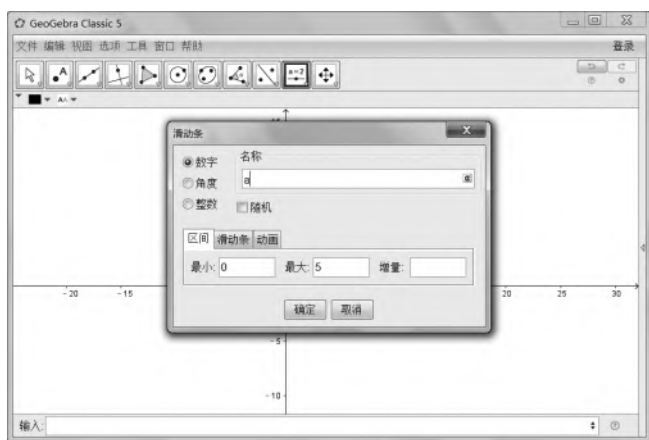 GeoGebra Classic 5
文件 编辑 视图 选项 工具 窗口 帮助 登录
a=2
AA
滑动条
数字 名称
角度 a α
整数 随机
区间 滑动条 动画
最小: 0 最大: 5 增量:
-20 -15 20 25 30
确定 取消
-5
-10
输入: